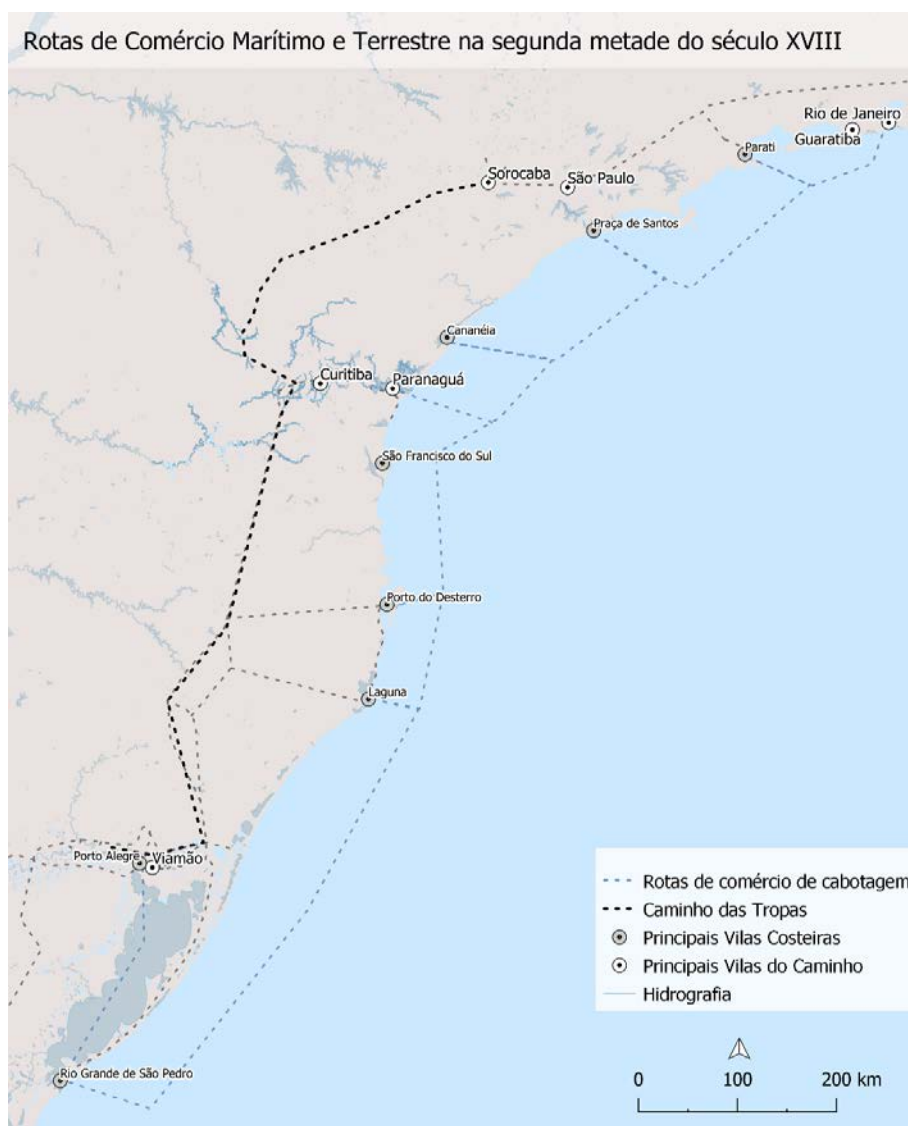 Rotas de Comércio Marítimo e Terrestre na segunda metade do século XVIII
Rio de Janeiro
Guaratiba
Parati
Sorocaba
São Paulo
Praça de Santos
Cananéia
Curitiba
Paranaguá
São Francisco do Sul
Porto do Desterro
Laguna
Porto Alegre
Viamão
Rio Grande de São Pedro
Rotas de comércio de cabotagem
Caminho das Tropas
Principais Vilas Costeiras
Principais Vilas do Caminho
Hidrografia
0 100 200 km